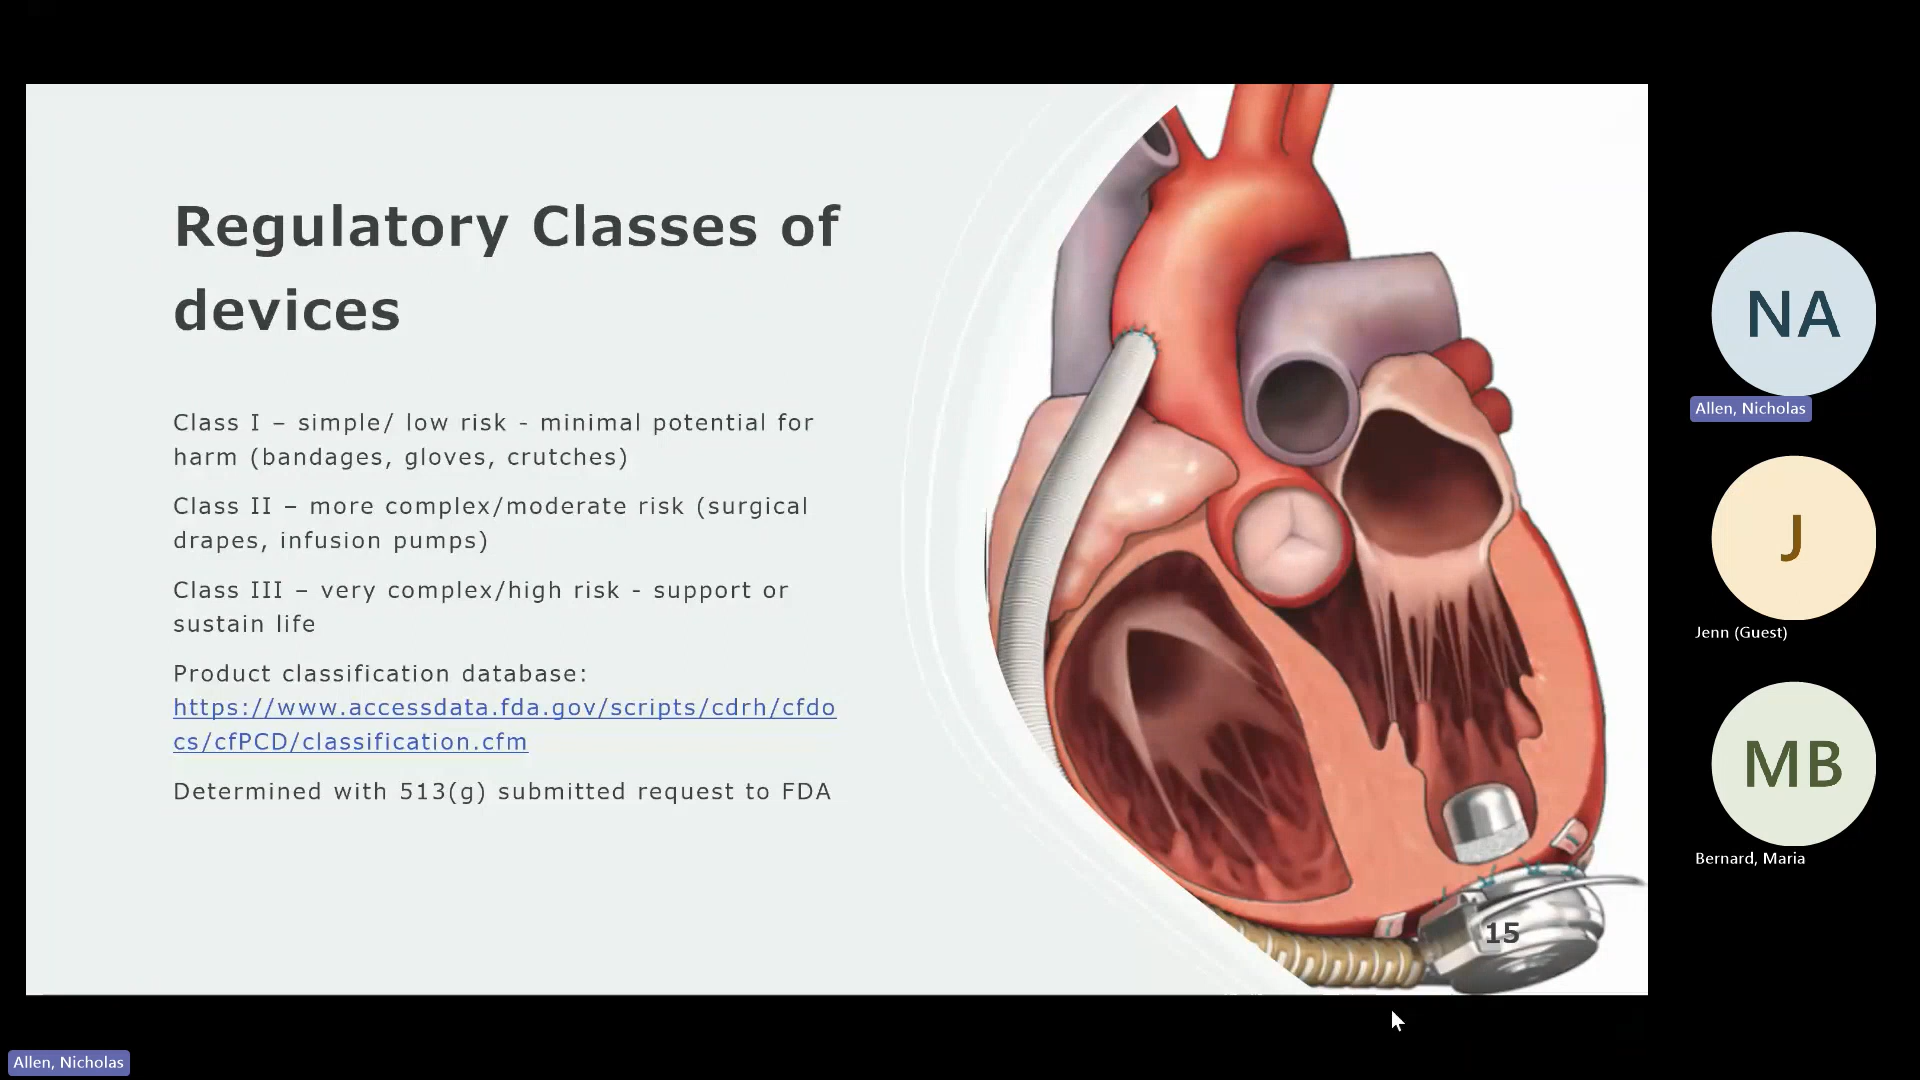 Regulatory Classes of
devices
Class I – simple/ low risk - minimal potential for
harm (bandages, gloves, crutches)
Class II – more complex/moderate risk (surgical
drapes, infusion pumps)
Class III – very complex/high risk - support or
sustain life
Product classification database:
https://www.accessdata.fda.gov/scripts/cdrh/cfdo
cs/cfPCD/classification.cfm
Determined with 513(g) submitted request to FDA
15
NA
Allen, Nicholas
J
Jenn (Guest)
MB
Bernard, Maria
Allen, Nicholas